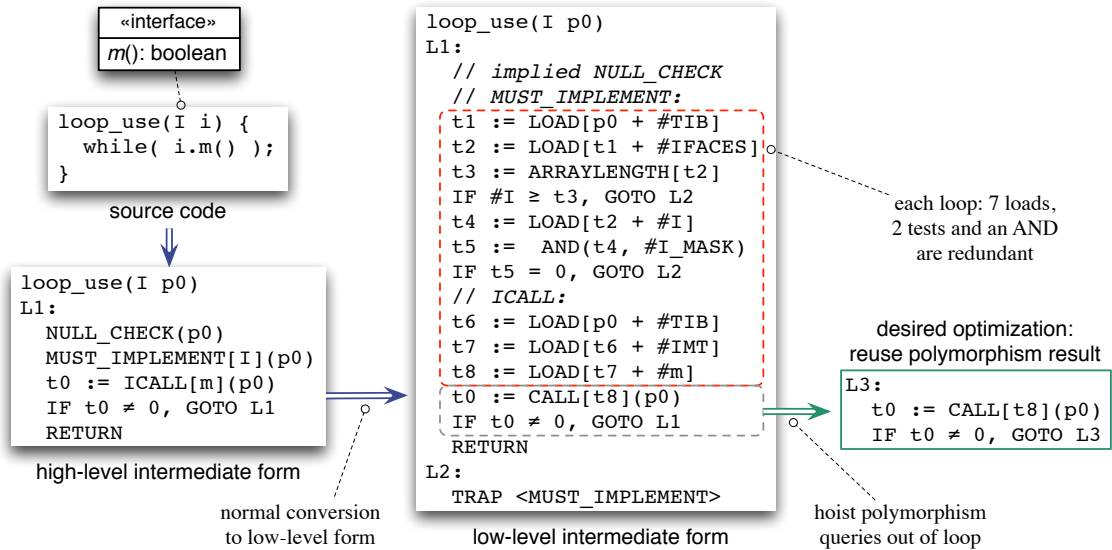 «interface»
m(): boolean
loop_use(I i) {
while( i.m() );
}
source code
loop_use(I p0)
L1:
NULL_CHECK(p0)
MUST_IMPLEMENT[I](p0)
t0 := ICALL[m](p0)
IF t0 ≠ 0, GOTO L1
RETURN
high-level intermediate form
normal conversion
to low-level form
loop_use(I p0)
L1:
// implied NULL_CHECK
// MUST_IMPLEMENT:
t1 := LOAD[p0 + #TIB]
t2 := LOAD[t1 + #IFACES]
t3 := ARRAYLENGTH[t2]
IF #I ≥ t3, GOTO L2
t4 := LOAD[t2 + #I]
t5 := AND(t4, #I_MASK)
IF t5 = 0, GOTO L2
// ICALL:
t6 := LOAD[p0 + #TIB]
t7 := LOAD[t6 + #IMT]
t8 := LOAD[t7 + #m]
t0 := CALL[t8](p0)
IF t0 ≠ 0, GOTO L1
RETURN
L2:
TRAP <MUST_IMPLEMENT>
low-level intermediate form
each loop: 7 loads,
2 tests and an AND
are redundant
desired optimization:
reuse polymorphism result
L3:
t0 := CALL[t8](p0)
IF t0 ≠ 0, GOTO L3
hoist polymorphism
queries out of loop